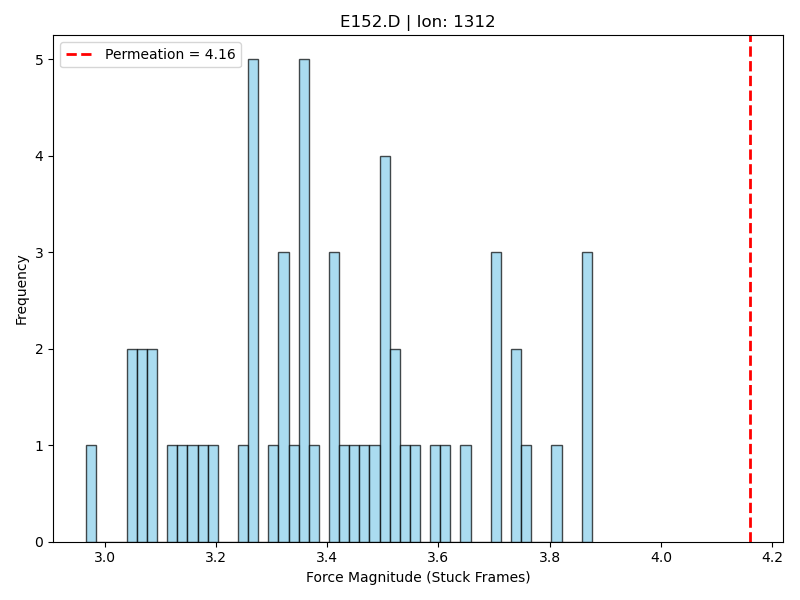 E152.D | Ion: 1312
Permeation = 4.16
5
4
3
2
1
0
Frequency
3.0 3.2 3.4 3.6 3.8 4.0 4.2
Force Magnitude (Stuck Frames)